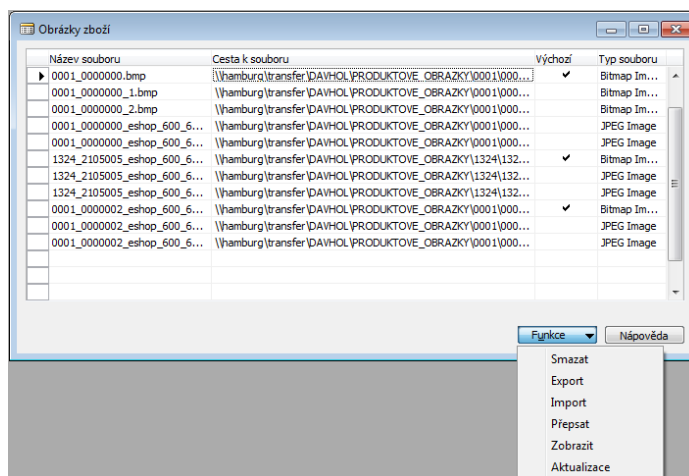 Obrázky zboží
Název souboru Cesta k souboru Výchozí Typ souboru
0001_0000000.bmp \\hamburg\transfer\DAVHOL\PRODUKTOVE_OBRAZKY\0001\000... ✔ Bitmap Im...
0001_0000000_1.bmp \\hamburg\transfer\DAVHOL\PRODUKTOVE_OBRAZKY\0001\000... Bitmap Im...
0001_0000000_2.bmp \\hamburg\transfer\DAVHOL\PRODUKTOVE_OBRAZKY\0001\000... Bitmap Im...
0001_0000000_eshop_600_6... \\hamburg\transfer\DAVHOL\PRODUKTOVE_OBRAZKY\0001\000... JPEG Image
0001_0000000_eshop_600_6... \\hamburg\transfer\DAVHOL\PRODUKTOVE_OBRAZKY\0001\000... JPEG Image
1324_2105005_eshop_600_6... \\hamburg\transfer\DAVHOL\PRODUKTOVE_OBRAZKY\1324\132... ✔ Bitmap Im...
1324_2105005_eshop_600_6... \\hamburg\transfer\DAVHOL\PRODUKTOVE_OBRAZKY\1324\132... JPEG Image
1324_2105005_eshop_600_6... \\hamburg\transfer\DAVHOL\PRODUKTOVE_OBRAZKY\1324\132... JPEG Image
0001_0000002_eshop_600_6... \\hamburg\transfer\DAVHOL\PRODUKTOVE_OBRAZKY\0001\000... ✔ Bitmap Im...
0001_0000002_eshop_600_6... \\hamburg\transfer\DAVHOL\PRODUKTOVE_OBRAZKY\0001\000... JPEG Image
0001_0000002_eshop_600_6... \\hamburg\transfer\DAVHOL\PRODUKTOVE_OBRAZKY\0001\000... JPEG Image
Funkce Nápověda
Smazat
Export
Import
Přepsat
Zobrazit
Aktualizace